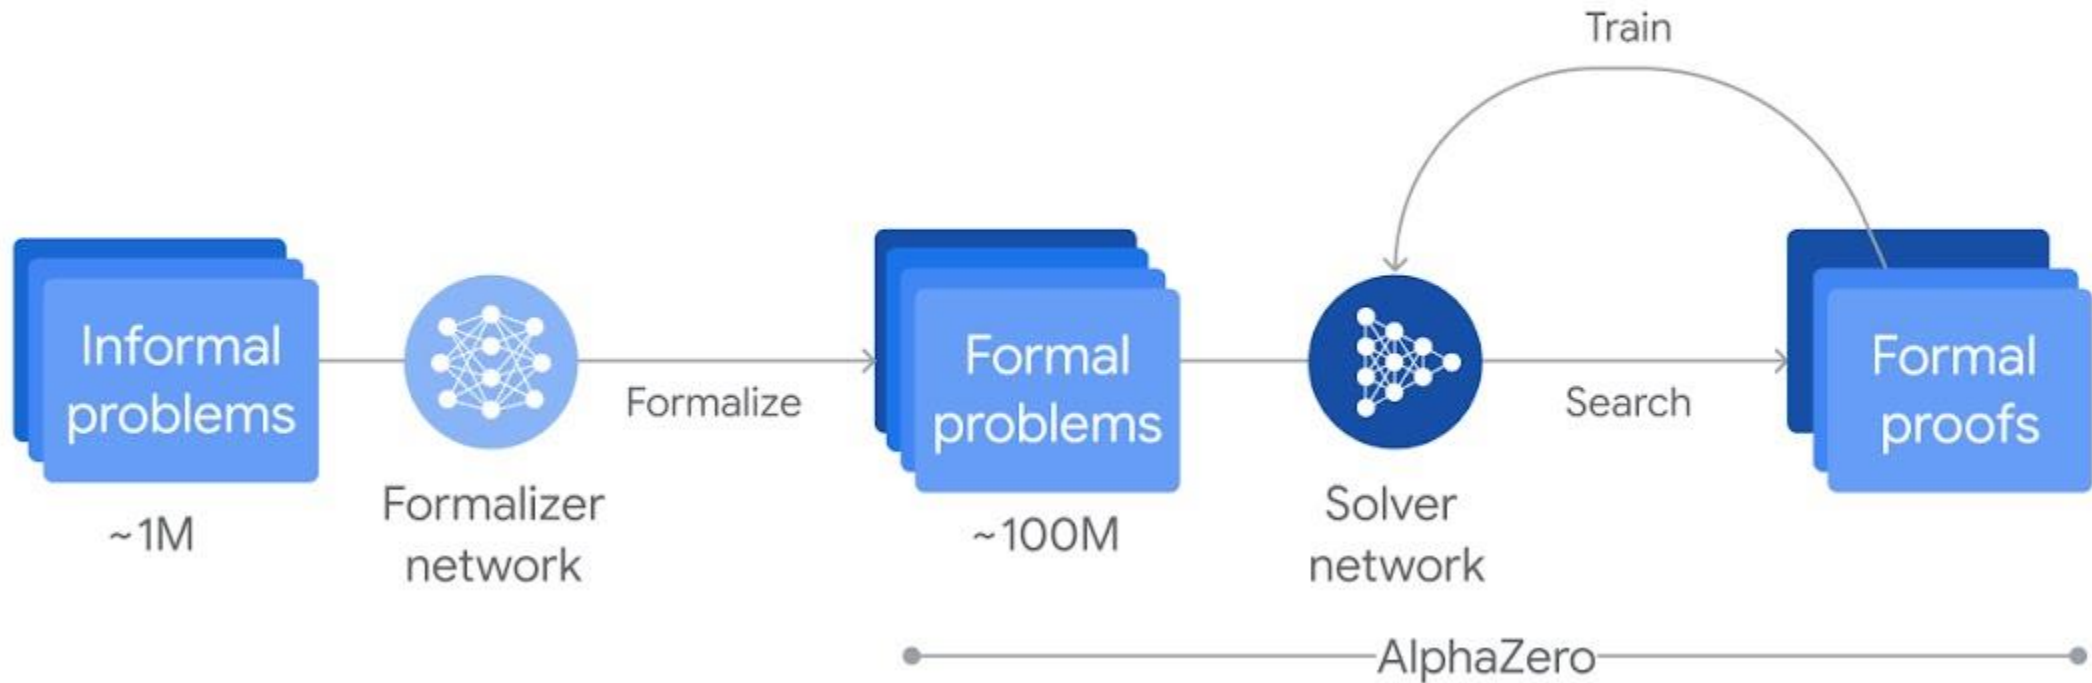 Train
Informal
problems
~1M
Formalizer
network
Formalize
Formal
problems
~100M
Solver
network
Search
Formal
proofs
AlphaZero